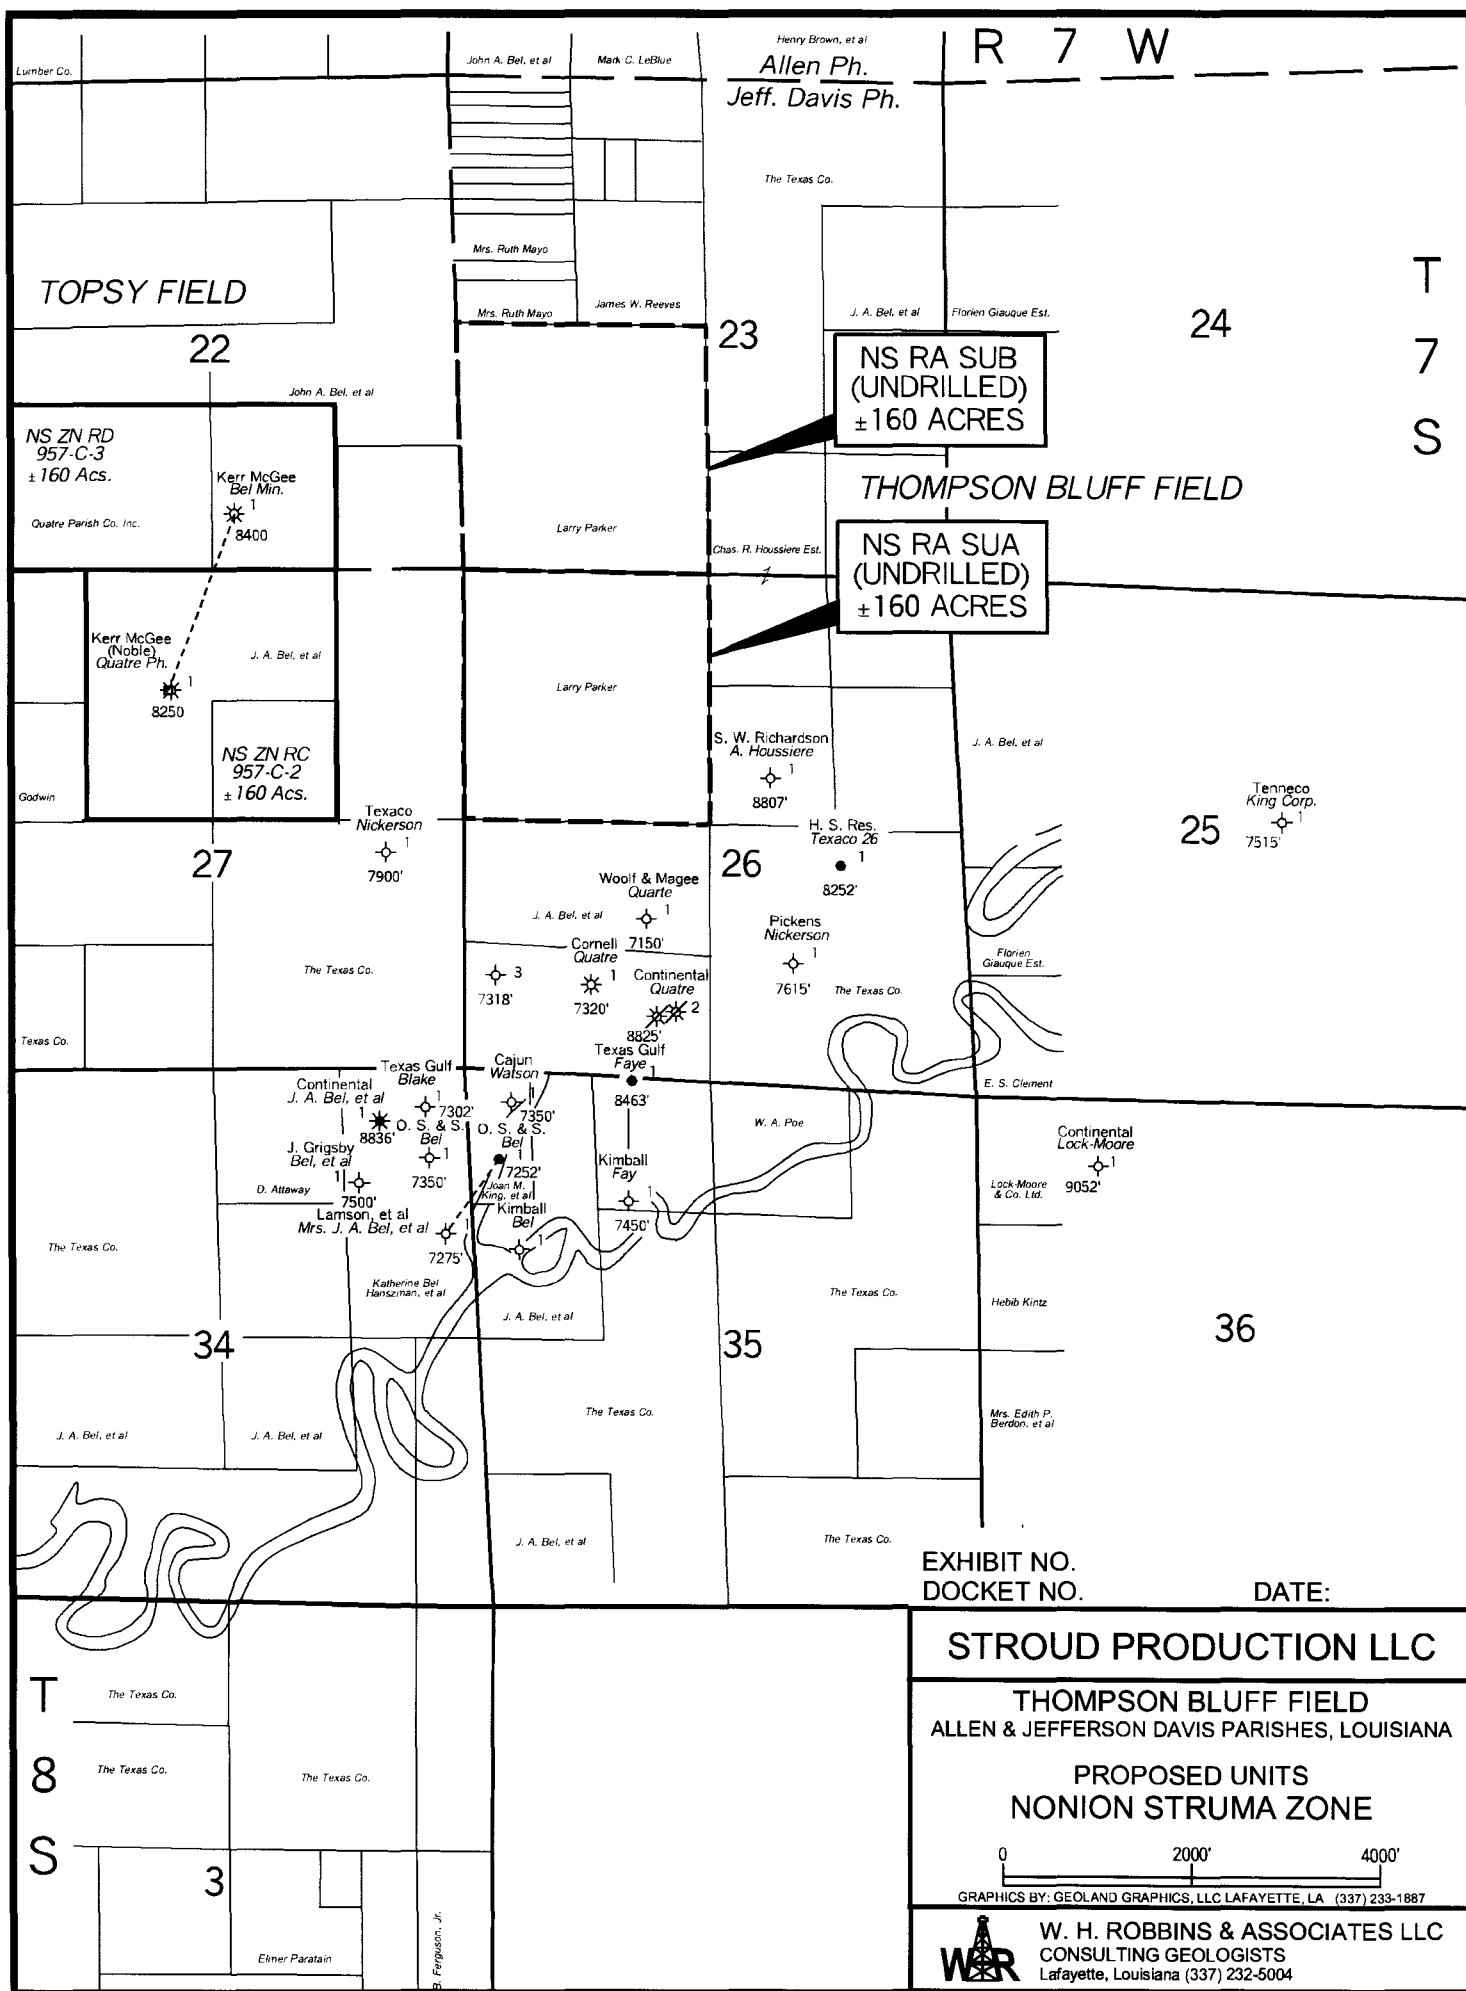 R 7 W
Henry Brown, et al
Allen Ph.
Jeff. Davis Ph.
Lumber Co.
John A. Bel, et al
Mark C. LeBlue
The Texas Co.
Mrs. Ruth Mayo
TOPSY FIELD
Mrs. Ruth Mayo
James W. Reeves
J. A. Bel, et al
Florien Giauque Est.
T
7
S
22
23
24
NS RA SUB
(UNDRILLED)
±160 ACRES
John A. Bel, et al
NS ZN RD
957-C-3
±160 Acs.
Kerr McGee
Bel Min.
1
8400
Quatre Parish Co. Inc.
THOMPSON BLUFF FIELD
Larry Parker
Chas. R. Houssiere Est.
NS RA SUA
(UNDRILLED)
±160 ACRES
Kerr McGee
(Noble)
Quatre Ph.
1
8250
J. A. Bel, et al
Larry Parker
NS ZN RC
957-C-2
±160 Acs.
Godwin
S. W. Richardson
A. Houssiere
1
8807'
J. A. Bel, et al
Tenneco
King Corp.
1
7515'
25
Texaco
Nickerson
1
7900'
27
26
H. S. Res.
Texaco 26
1
8252'
Woolf & Magee
Quarte
1
7150'
J. A. Bel, et al
Pickens
Nickerson
1
7615'
Cornell
Quatre
1
7320'
3
7318'
Continental
Quatre
2
8825'
The Texas Co.
The Texas Co.
Florien
Giauque Est.
Texas Co.
Texas Gulf
Faye
1
8463'
Texas Gulf
Blake
1
7302'
Cajun
Watson
1
7350'
Continental
J. A. Bel, et al
1
8836'
O. S. & S.
Bel
1
7350'
O. S. & S.
Bel
1
7252'
E. S. Clement
W. A. Poe
J. Grigsby
Bel, et al
1
7500'
D. Attaway
Joan M.
King, et al
Kimball
Fay
1
7450'
Continental
Lock-Moore
1
9052'
Lock-Moore
& Co. Ltd.
Lamson, et al
Mrs. J. A. Bel, et al
1
7275'
Kimball
Bel
1
The Texas Co.
Katherine Bel
Hanszman, et al
J. A. Bel, et al
The Texas Co.
Hebib Kintz
34
35
36
J. A. Bel, et al
J. A. Bel, et al
The Texas Co.
Mrs. Edith P.
Berdon, et al
J. A. Bel, et al
The Texas Co.
EXHIBIT NO.
DOCKET NO. DATE:
T
8
S
The Texas Co.
The Texas Co.
The Texas Co.
3
Elmer Paratain
B. Ferguson, Jr.
STROUD PRODUCTION LLC
THOMPSON BLUFF FIELD
ALLEN & JEFFERSON DAVIS PARISHES, LOUISIANA
PROPOSED UNITS
NONION STRUMA ZONE
0 2000' 4000'
GRAPHICS BY: GEOLAND GRAPHICS, LLC LAFAYETTE, LA (337) 233-1887
WR
W. H. ROBBINS & ASSOCIATES LLC
CONSULTING GEOLOGISTS
Lafayette, Louisiana (337) 232-5004